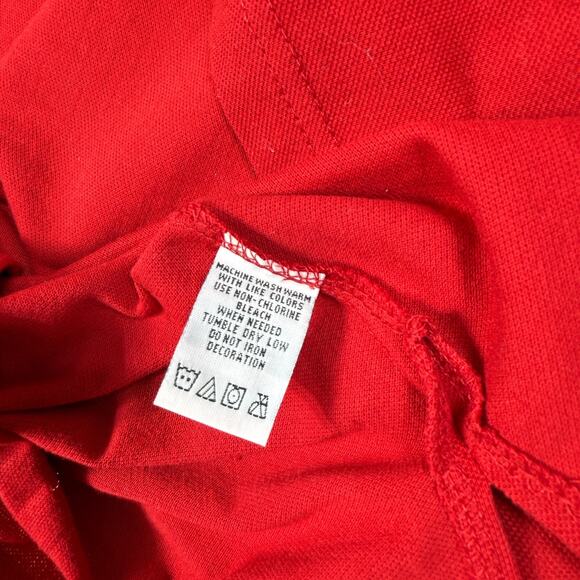 MACHINE WASH WARM
WITH LIKE COLORS
USE NON-CHLORINE
BLEACH
WHEN NEEDED
TUMBLE DRY LOW
DO NOT IRON
DECORATION